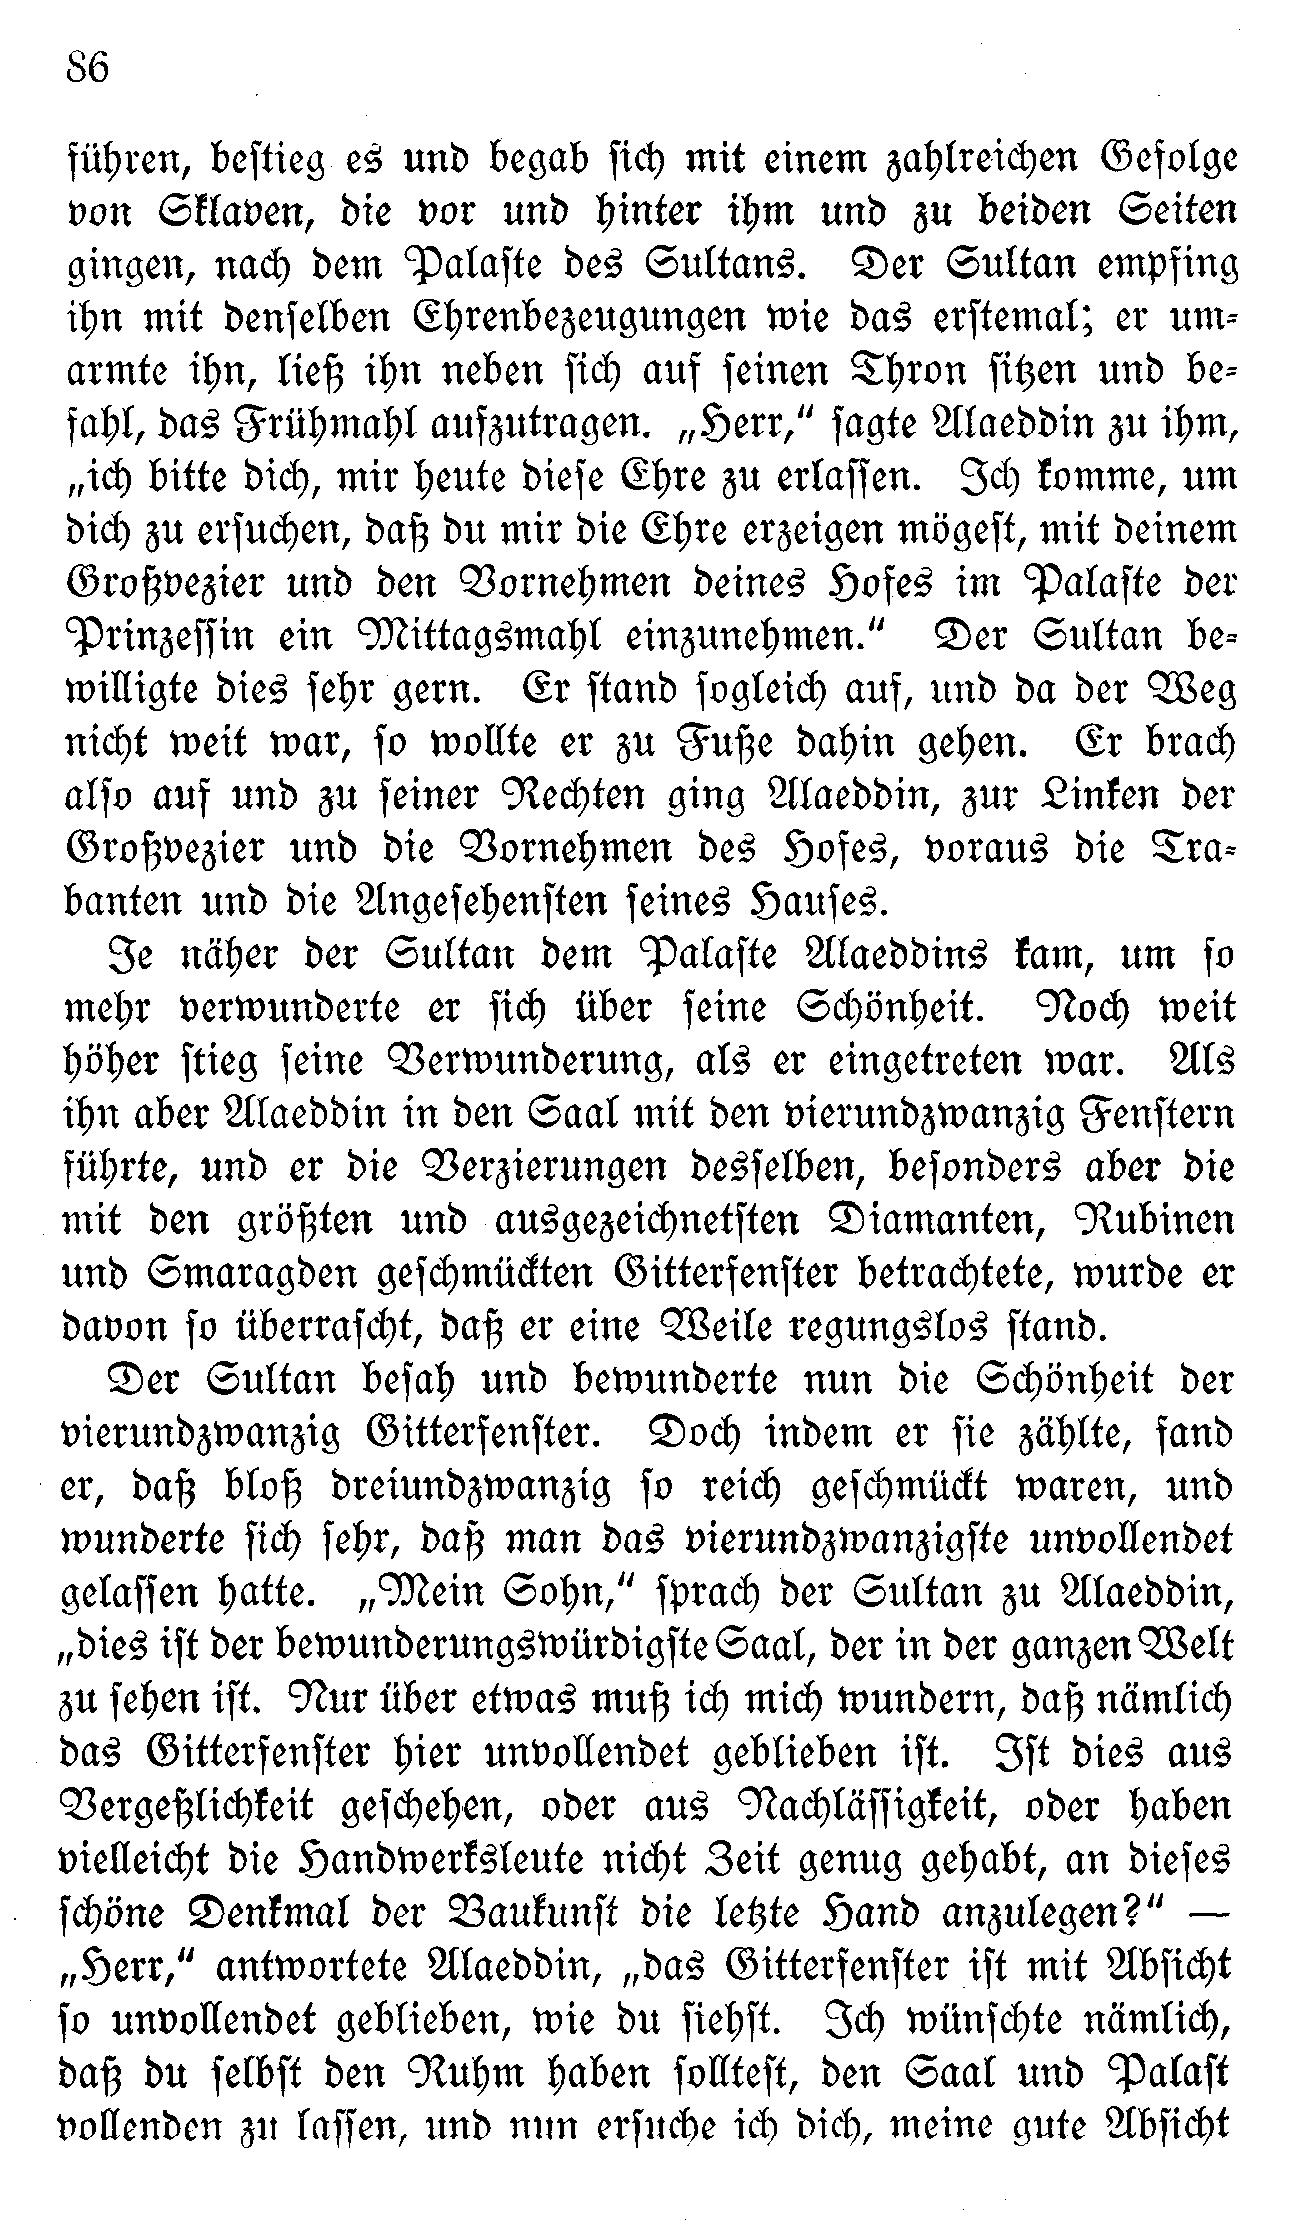 86
führen, bestieg es und begab sich mit einem zahlreichen Gefolge
von Sklaven, die vor und hinter ihm und zu beiden Seiten
gingen, nach dem Palaste des Sultans. Der Sultan empfing
ihn mit denselben Ehrenbezeugungen wie das erstemal; er um-
armte ihn, ließ ihn neben sich auf seinen Thron sitzen und be-
fahl, das Frühmahl aufzutragen. „Herr,“ sagte Alaeddin zu ihm,
„ich bitte dich, mir heute diese Ehre zu erlassen. Ich komme, um
dich zu ersuchen, daß du mir die Ehre erzeigen mögest, mit deinem
Großvezier und den Vornehmen deines Hofes im Palaste der
Prinzessin ein Mittagsmahl einzunehmen.“ Der Sultan be-
willigte dies sehr gern. Er stand sogleich auf, und da der Weg
nicht weit war, so wollte er zu Fuße dahin gehen. Er brach
also auf und zu seiner Rechten ging Alaeddin, zur Linken der
Großvezier und die Vornehmen des Hofes, voraus die Tra-
banten und die Angesehensten seines Hauses.
Je näher der Sultan dem Palaste Alaeddins kam, um so
mehr verwunderte er sich über seine Schönheit. Noch weit
höher stieg seine Verwunderung, als er eingetreten war. Als
ihn aber Alaeddin in den Saal mit den vierundzwanzig Fenstern
führte, und er die Verzierungen desselben, besonders aber die
mit den größten und ausgezeichnetsten Diamanten, Rubinen
und Smaragden geschmückten Gitterfenster betrachtete, wurde er
davon so überrascht, daß er eine Weile regungslos stand.
Der Sultan besah und bewunderte nun die Schönheit der
vierundzwanzig Gitterfenster. Doch indem er sie zählte, fand
er, daß bloß dreiundzwanzig so reich geschmückt waren, und
wunderte sich sehr, daß man das vierundzwanzigste unvollendet
gelassen hatte. „Mein Sohn,“ sprach der Sultan zu Alaeddin,
„dies ist der bewunderungswürdigste Saal, der in der ganzen Welt
zu sehen ist. Nur über etwas muß ich mich wundern, daß nämlich
das Gitterfenster hier unvollendet geblieben ist. Ist dies aus
Vergeßlichkeit geschehen, oder aus Nachlässigkeit, oder haben
vielleicht die Handwerksleute nicht Zeit genug gehabt, an dieses
schöne Denkmal der Baukunst die letzte Hand anzulegen?“ —
„Herr,“ antwortete Alaeddin, „das Gitterfenster ist mit Absicht
so unvollendet geblieben, wie du siehst. Ich wünschte nämlich,
daß du selbst den Ruhm haben solltest, den Saal und Palast
vollenden zu lassen, und nun ersuche ich dich, meine gute Absicht